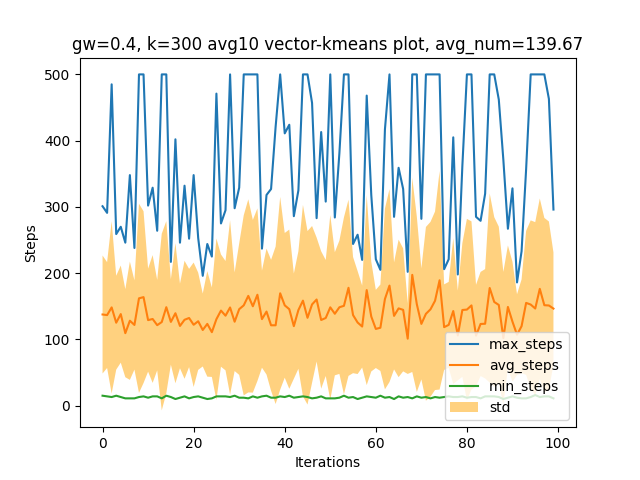 gw=0.4, k=300 avg10 vector-kmeans plot, avg_num=139.67
500
400
300
200
100
0
Steps
0
20
40
60
80
100
Iterations
max_steps
avg_steps
min_steps
std